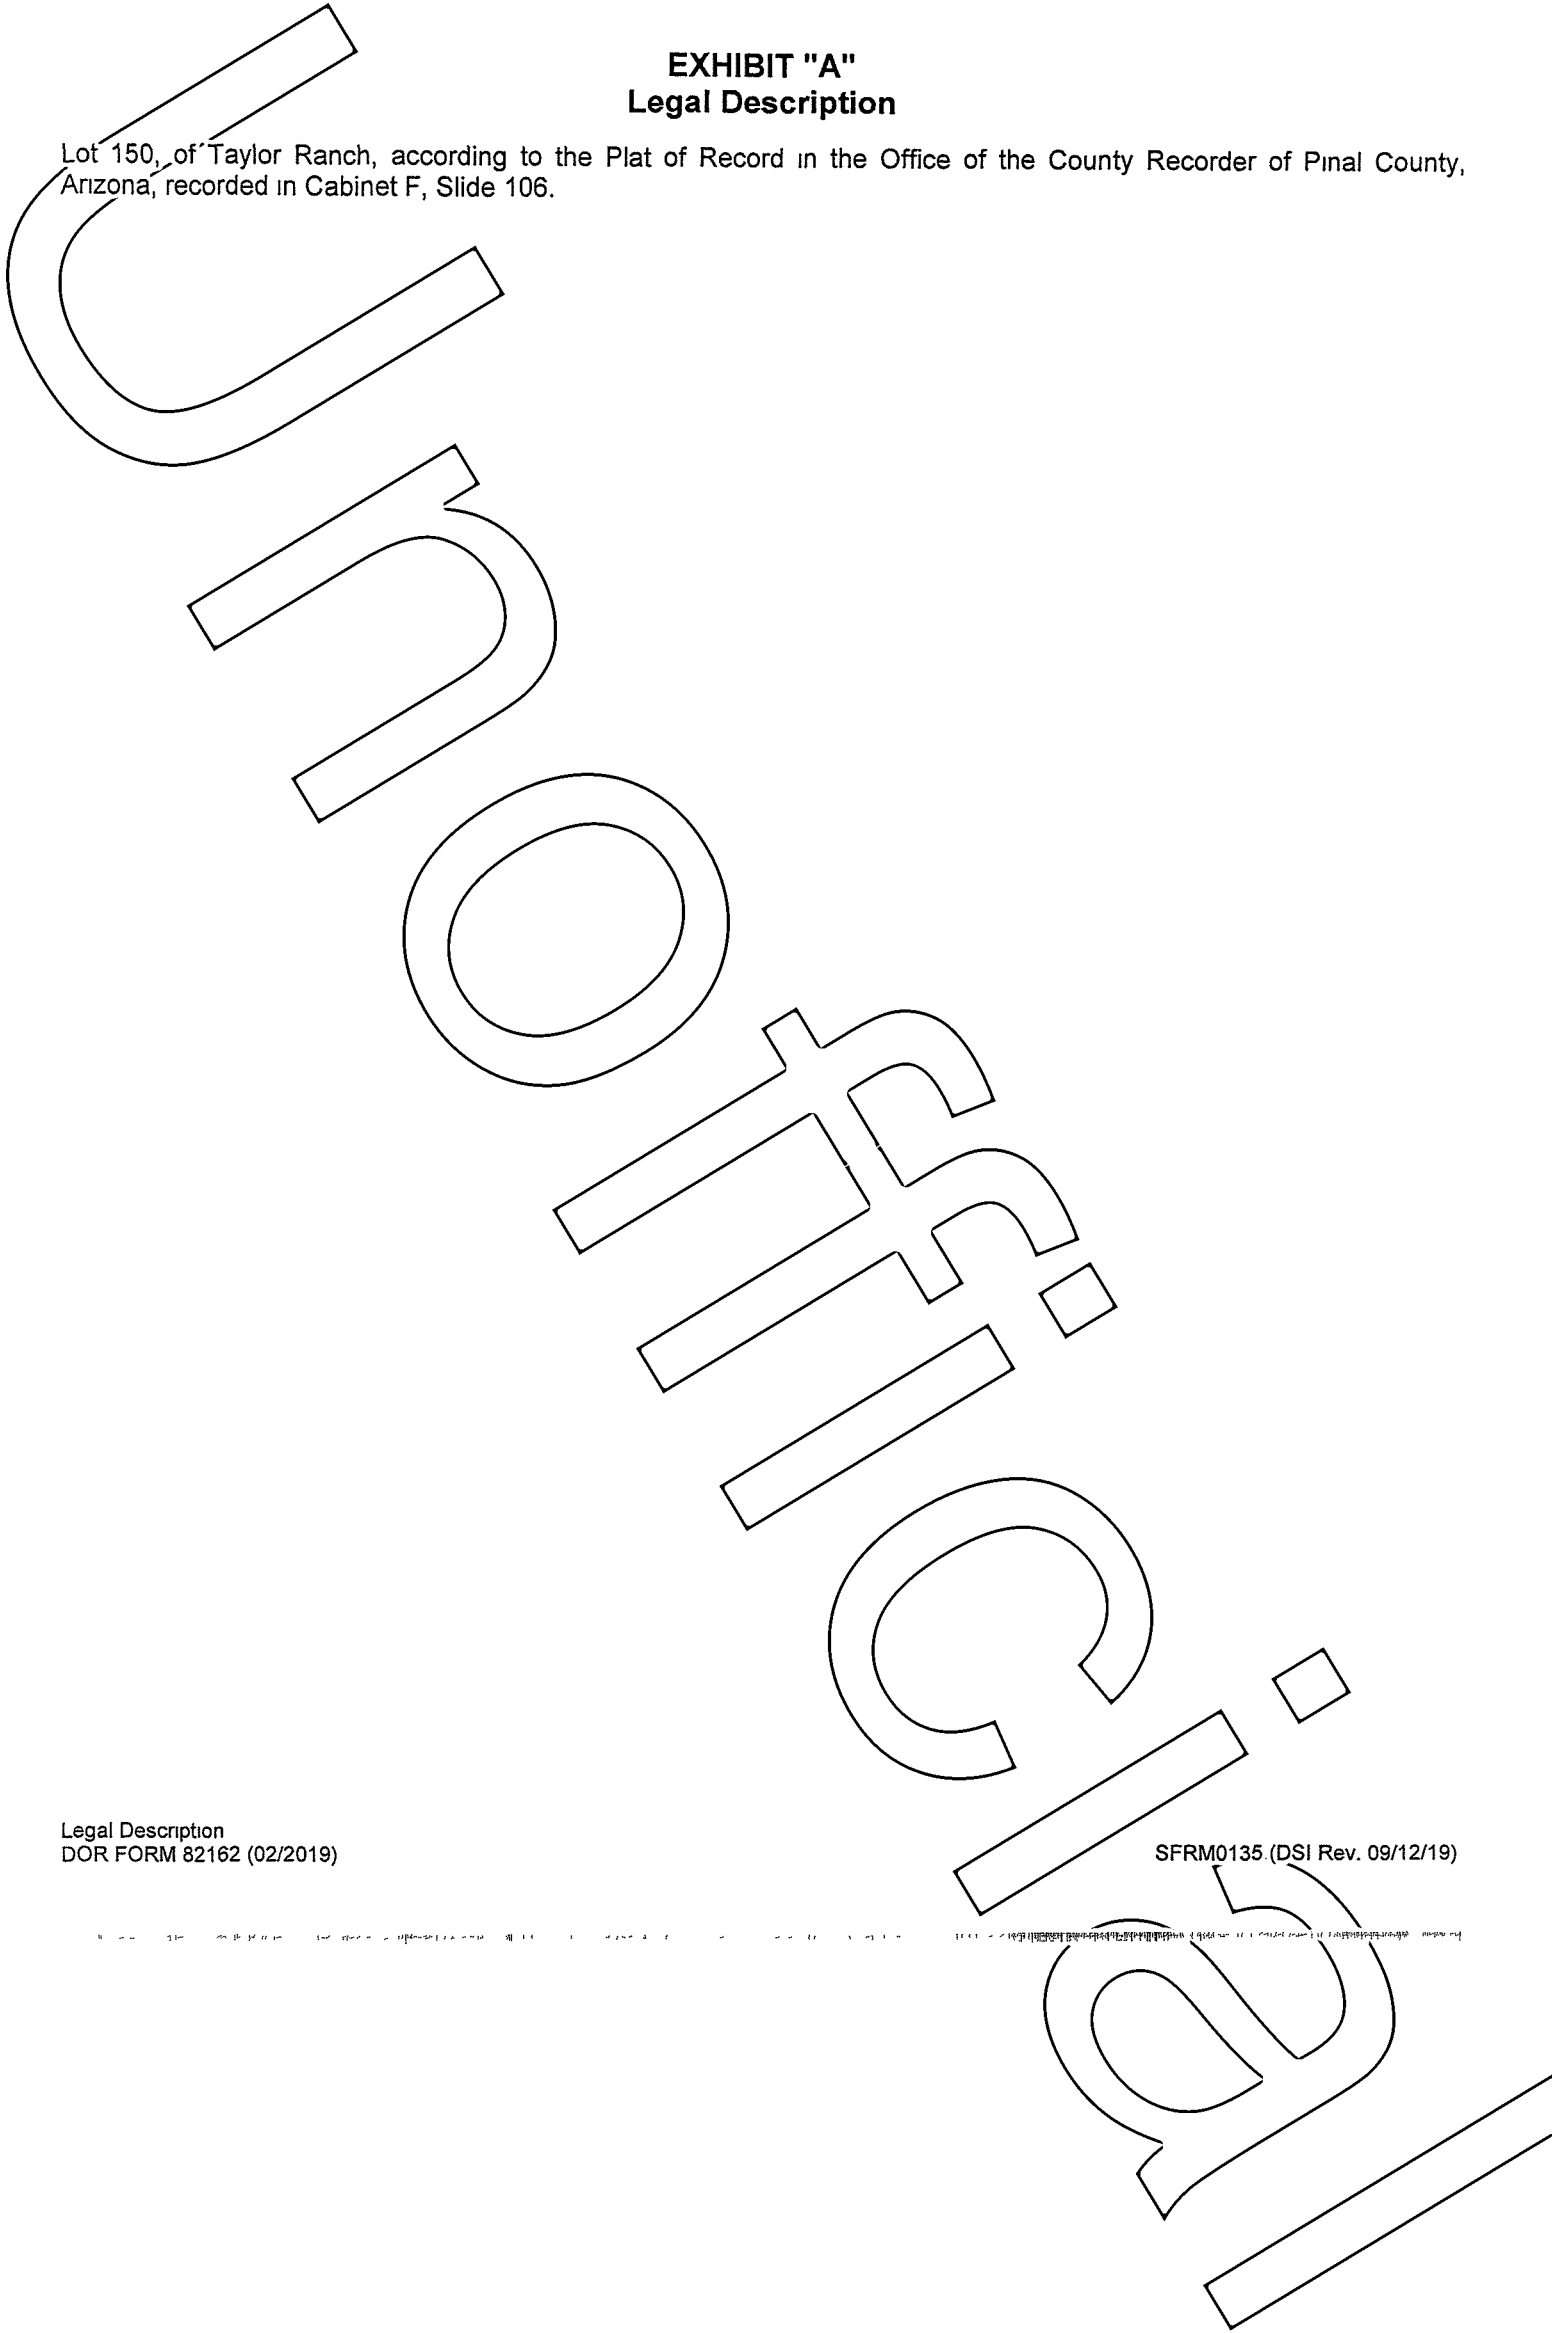 EXHIBIT "A"
Legal Description
Lot 150, of Taylor Ranch, according to the Plat of Record in the Office of the County Recorder of Pinal County,
Arizona, recorded in Cabinet F, Slide 106.
Unofficial
Legal Description
DOR FORM 82162 (02/2019)
SFRM0135 (DSI Rev. 09/12/19)